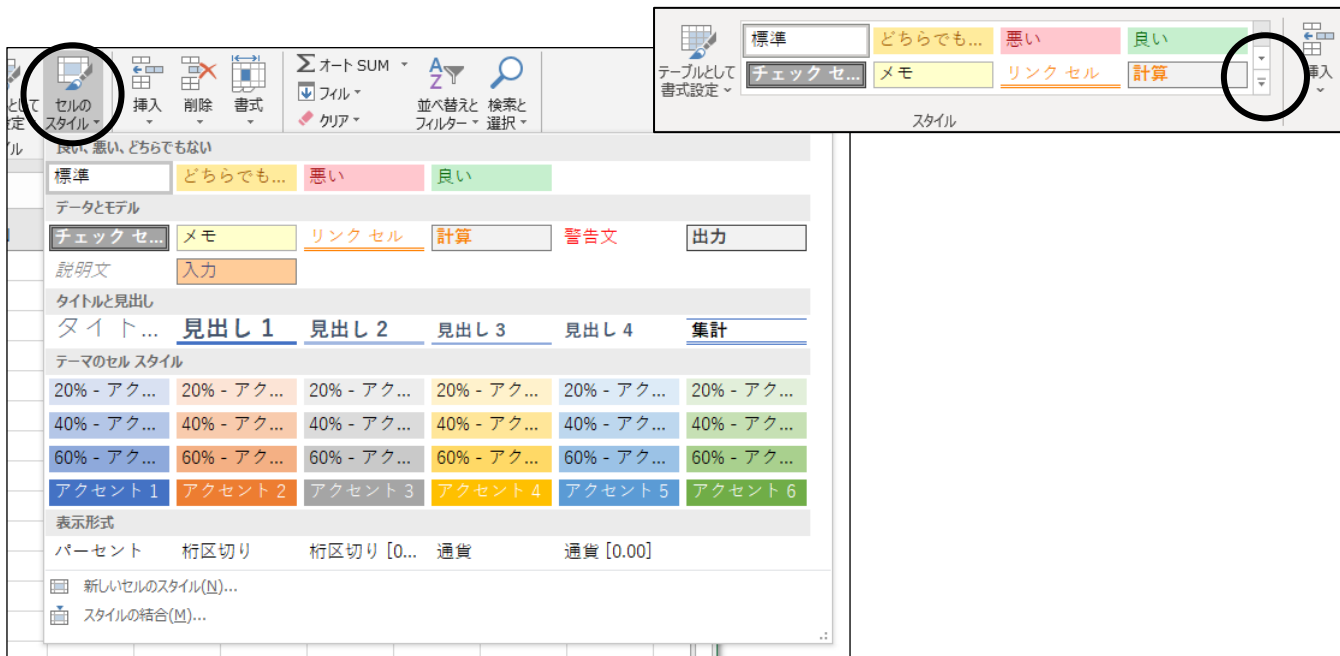 標準 どちらでも... 悪い 良い
テーブルとして
書式設定
チェック セ... メモ リンク セル 計算
スタイル
挿入
セルの
スタイル
挿入 削除 書式
Σ オート SUM
フィル
クリア
並べ替えと
フィルター
検索と
選択
良い、悪い、どちらでもない
標準 どちらでも... 悪い 良い
データとモデル
チェック セ... メモ リンク セル 計算 警告文 出力
説明文 入力
タイトルと見出し
タイト... 見出し 1 見出し 2 見出し 3 見出し 4 集計
テーマのセル スタイル
20% - アク... 20% - アク... 20% - アク... 20% - アク... 20% - アク... 20% - アク...
40% - アク... 40% - アク... 40% - アク... 40% - アク... 40% - アク... 40% - アク...
60% - アク... 60% - アク... 60% - アク... 60% - アク... 60% - アク... 60% - アク...
アクセント 1 アクセント 2 アクセント 3 アクセント 4 アクセント 5 アクセント 6
表示形式
パーセント 桁区切り 桁区切り [0... 通貨 通貨 [0.00]
新しいセルのスタイル(N)...
スタイルの結合(M)...